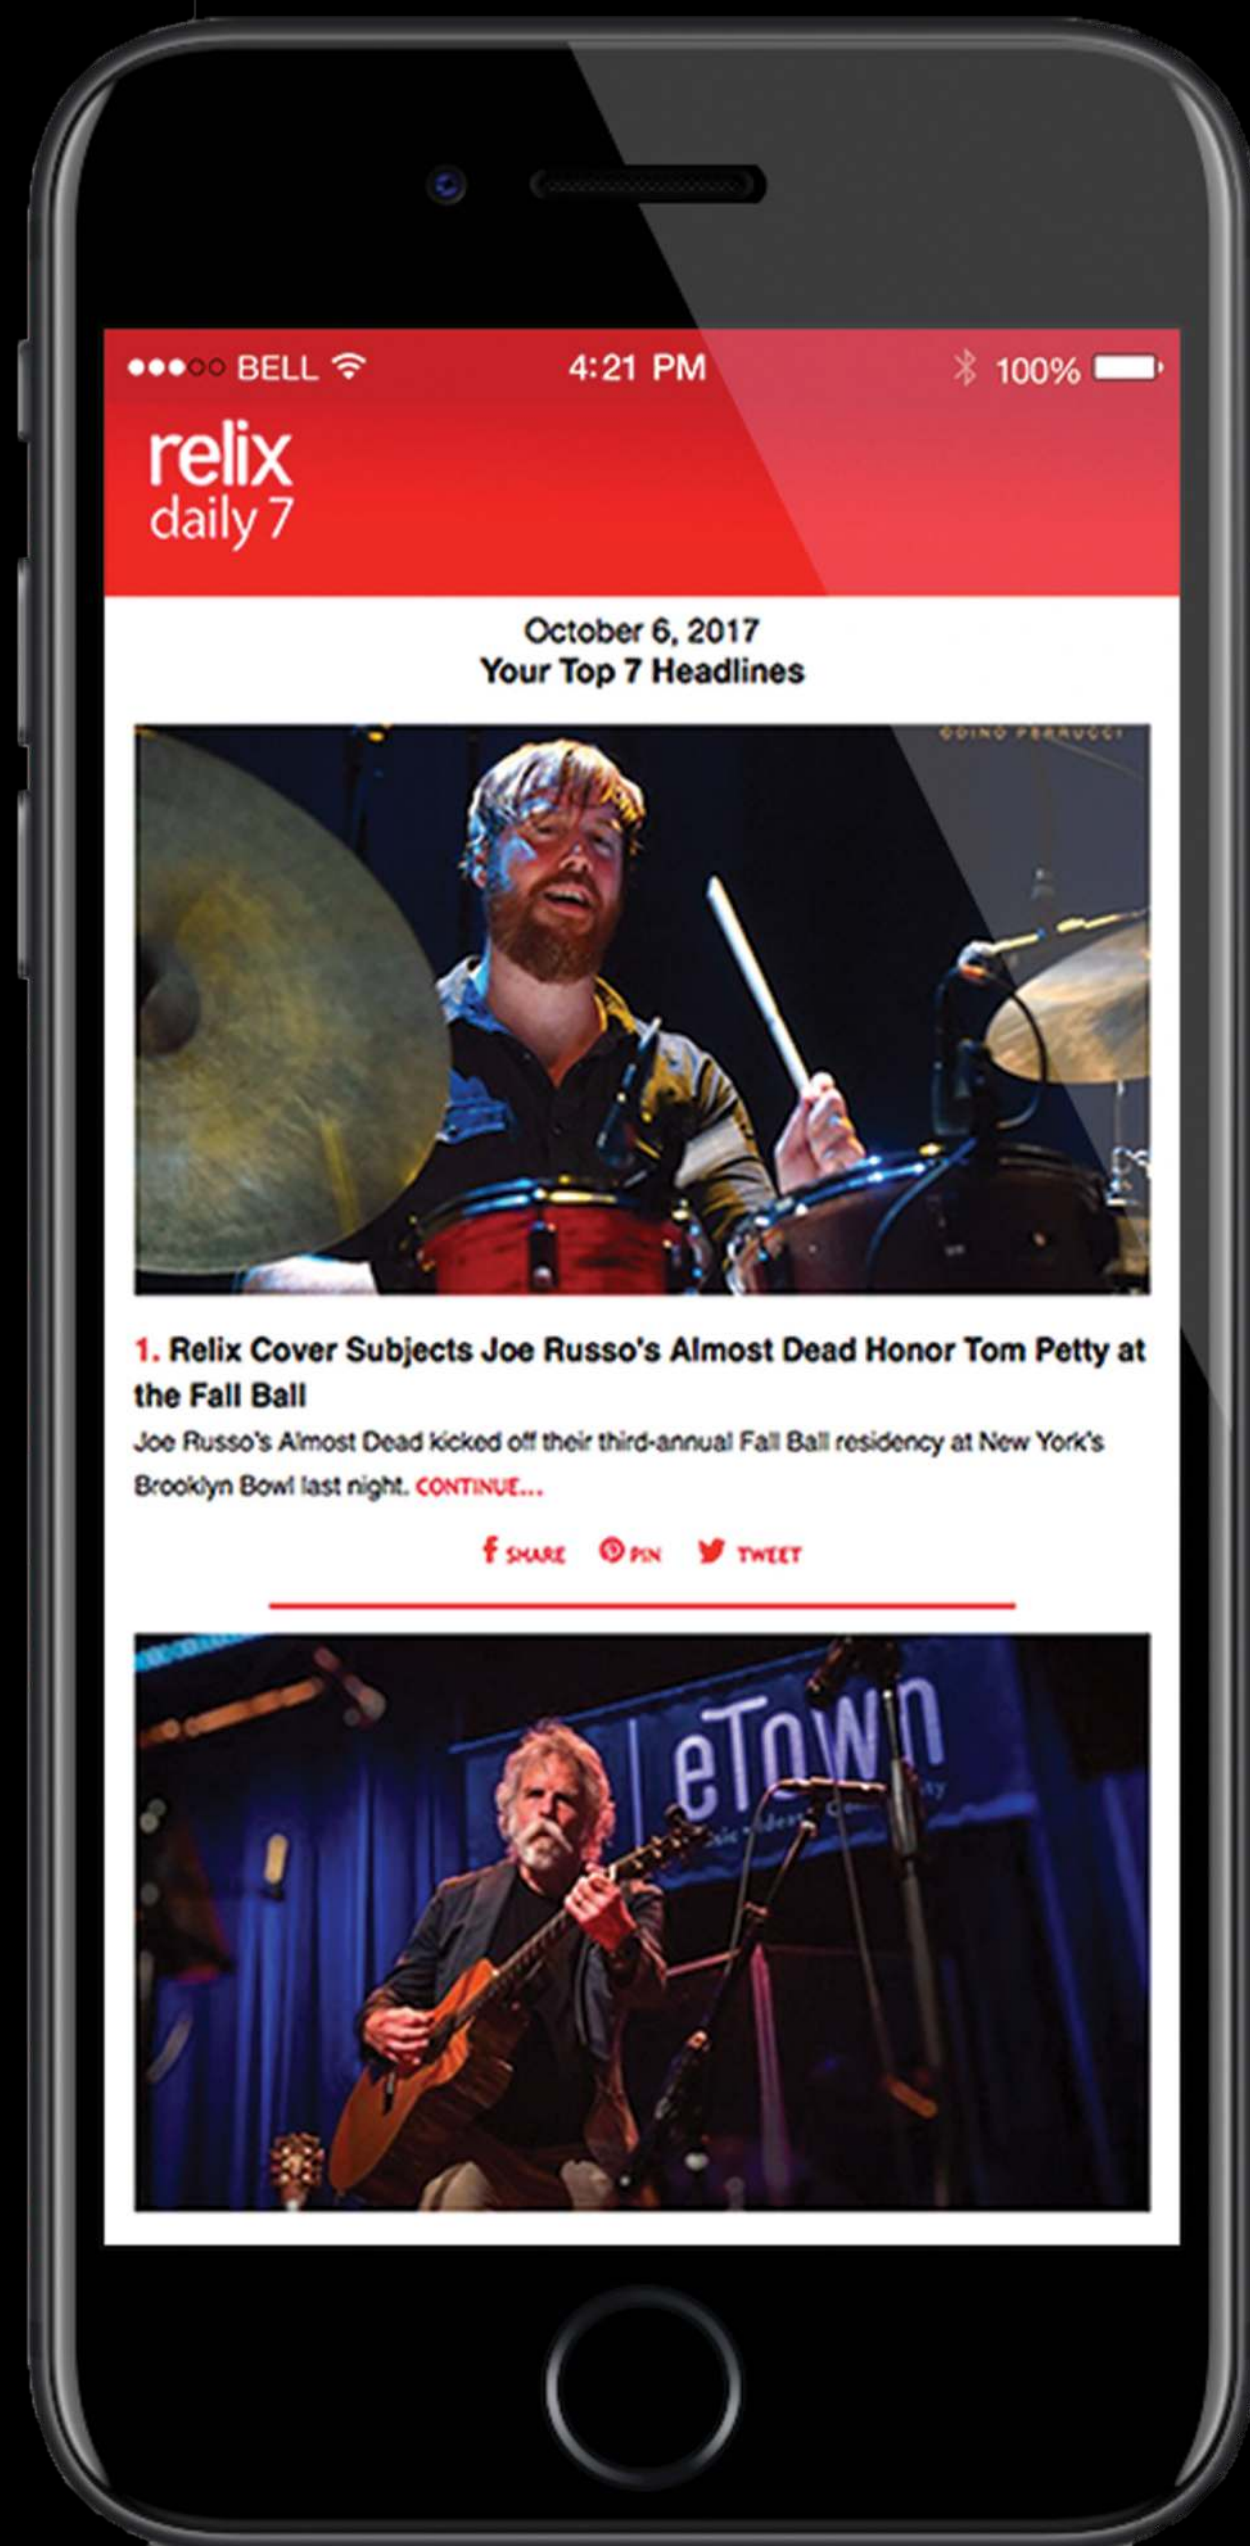 BELL 4:21 PM 100%
relix
daily 7
October 6, 2017
Your Top 7 Headlines
ODINO PERRUCCI
1. Relix Cover Subjects Joe Russo's Almost Dead Honor Tom Petty at
the Fall Ball
Joe Russo's Almost Dead kicked off their third-annual Fall Ball residency at New York's
Brooklyn Bowl last night. CONTINUE...
SHARE PIN TWEET
eTown